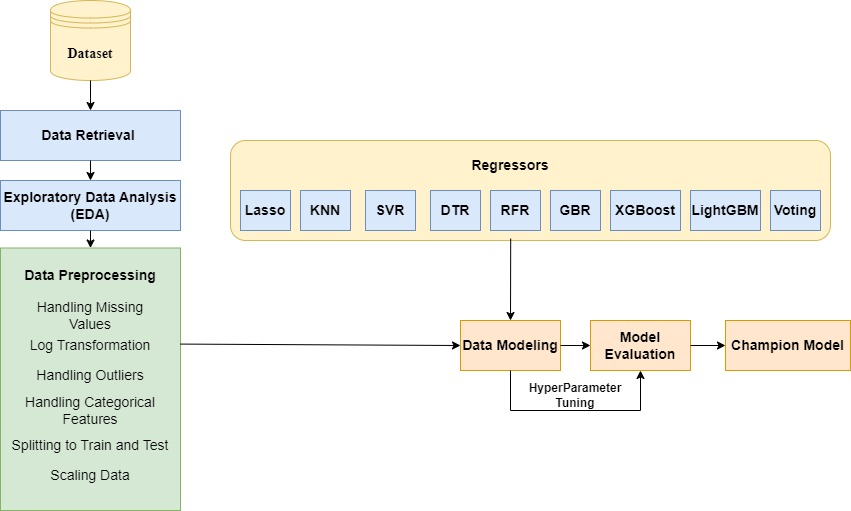 Dataset
Data Retrieval
Exploratory Data Analysis
(EDA)
Data Preprocessing
Handling Missing
Values
Log Transformation
Handling Outliers
Handling Categorical
Features
Splitting to Train and Test
Scaling Data
Regressors
Lasso
KNN
SVR
DTR
RFR
GBR
XGBoost
LightGBM
Voting
Data Modeling
Model
Evaluation
Champion Model
HyperParameter
Tuning